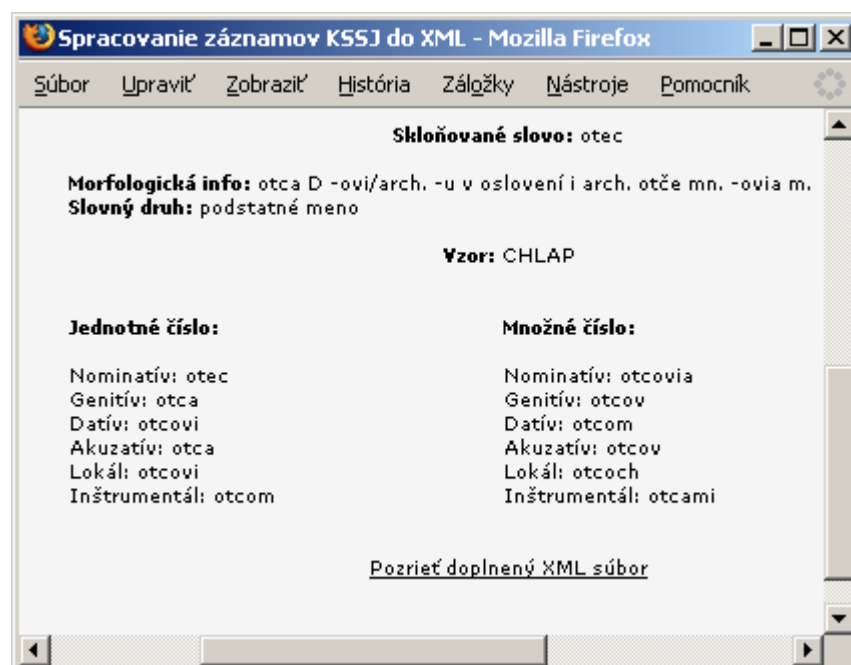 Spracovanie záznamov KSSJ do XML - Mozilla Firefox
Súbor Upraviť Zobraziť História Záložky Nástroje Pomocník
Skloňované slovo: otec
Morfologická info: otca D -ovi/arch. -u v oslovení i arch. otče mn. -ovia m.
Slovný druh: podstatné meno
Vzor: CHLAP
Jednotné číslo: Množné číslo:
Nominatív: otec Nominatív: otcovia
Genitív: otca Genitív: otcov
Datív: otcovi Datív: otcom
Akuzatív: otca Akuzatív: otcov
Lokál: otcovi Lokál: otcoch
Inštrumentál: otcom Inštrumentál: otcami
Pozrieť doplnený XML súbor